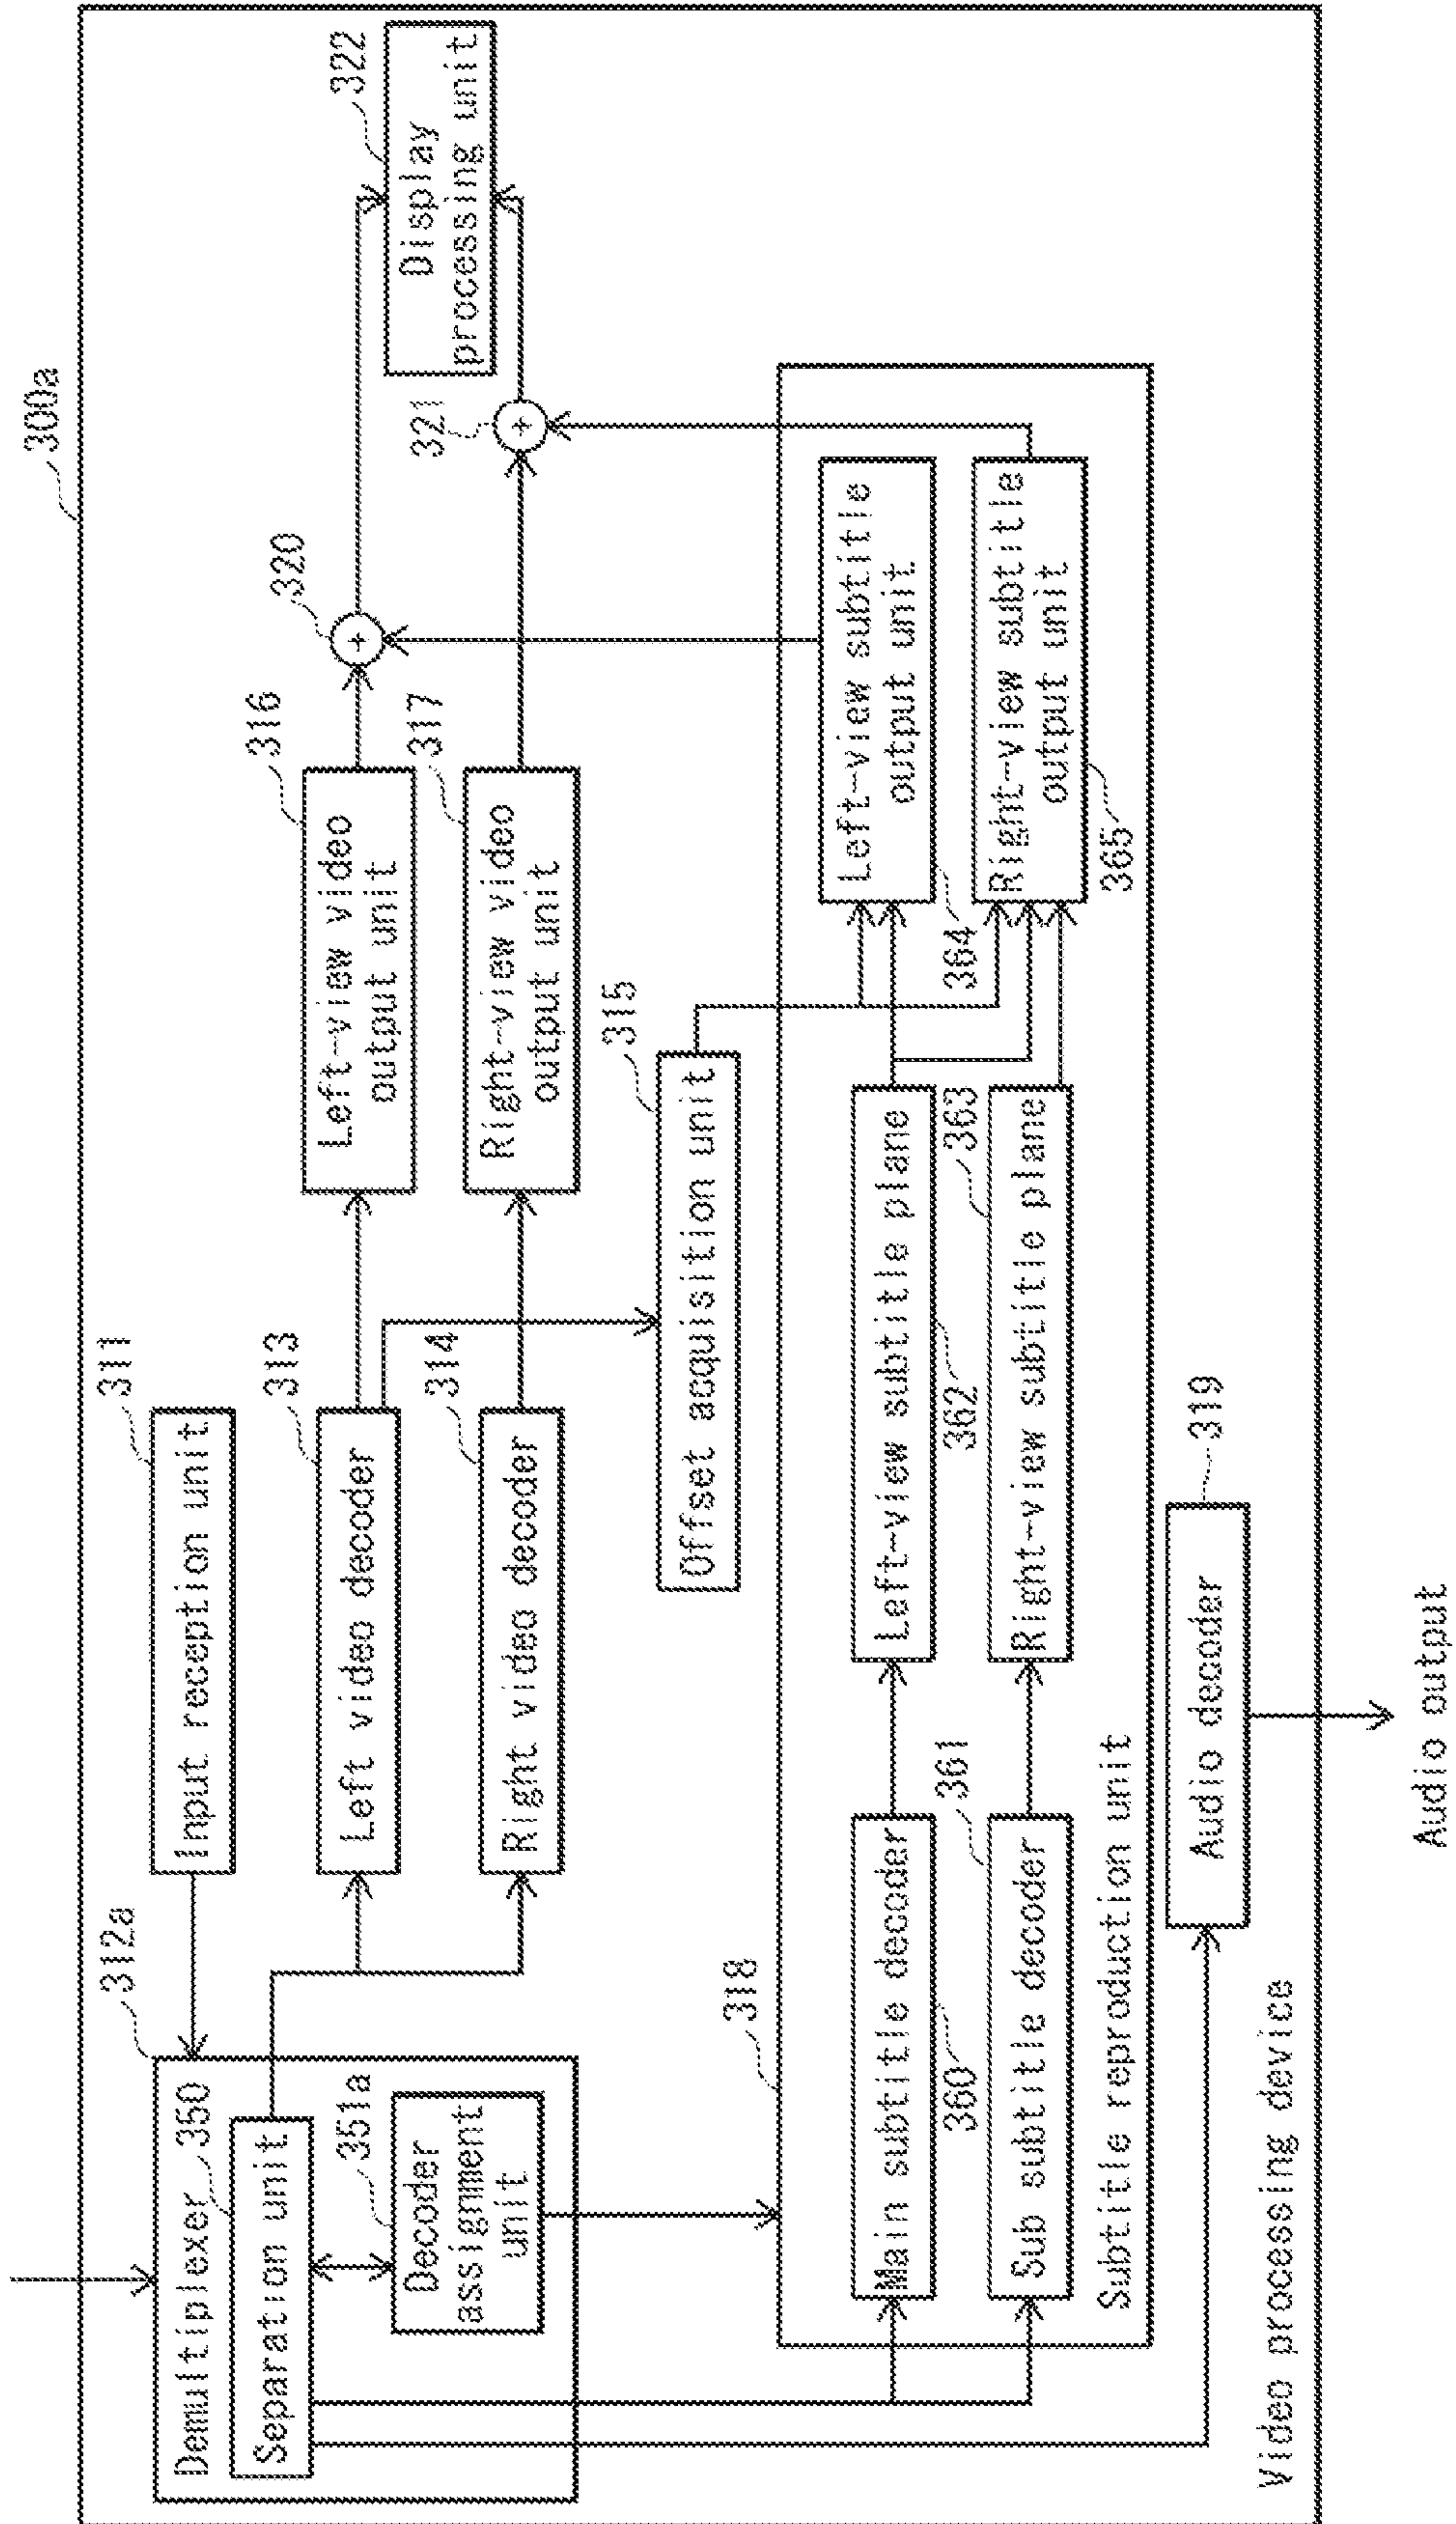 300a
Demultiplexer
312a
350
Separation unit
351a
Decoder
assignment
unit
Input reception unit
311
Left video decoder
313
Right video decoder
314
Left-view video
output unit
316
Right-view video
output unit
317
Offset acquisition unit
315
+
320
+
321
Display
processing unit
322
318
Main subtitle decoder
360
Sub subtitle decoder
361
Left-view subtitle plane
362
Right-view subtitle plane
363
Left-view subtitle
output unit
364
Right-view subtitle
output unit
365
Subtitle reproduction unit
Audio decoder
319
Video processing device
Audio output